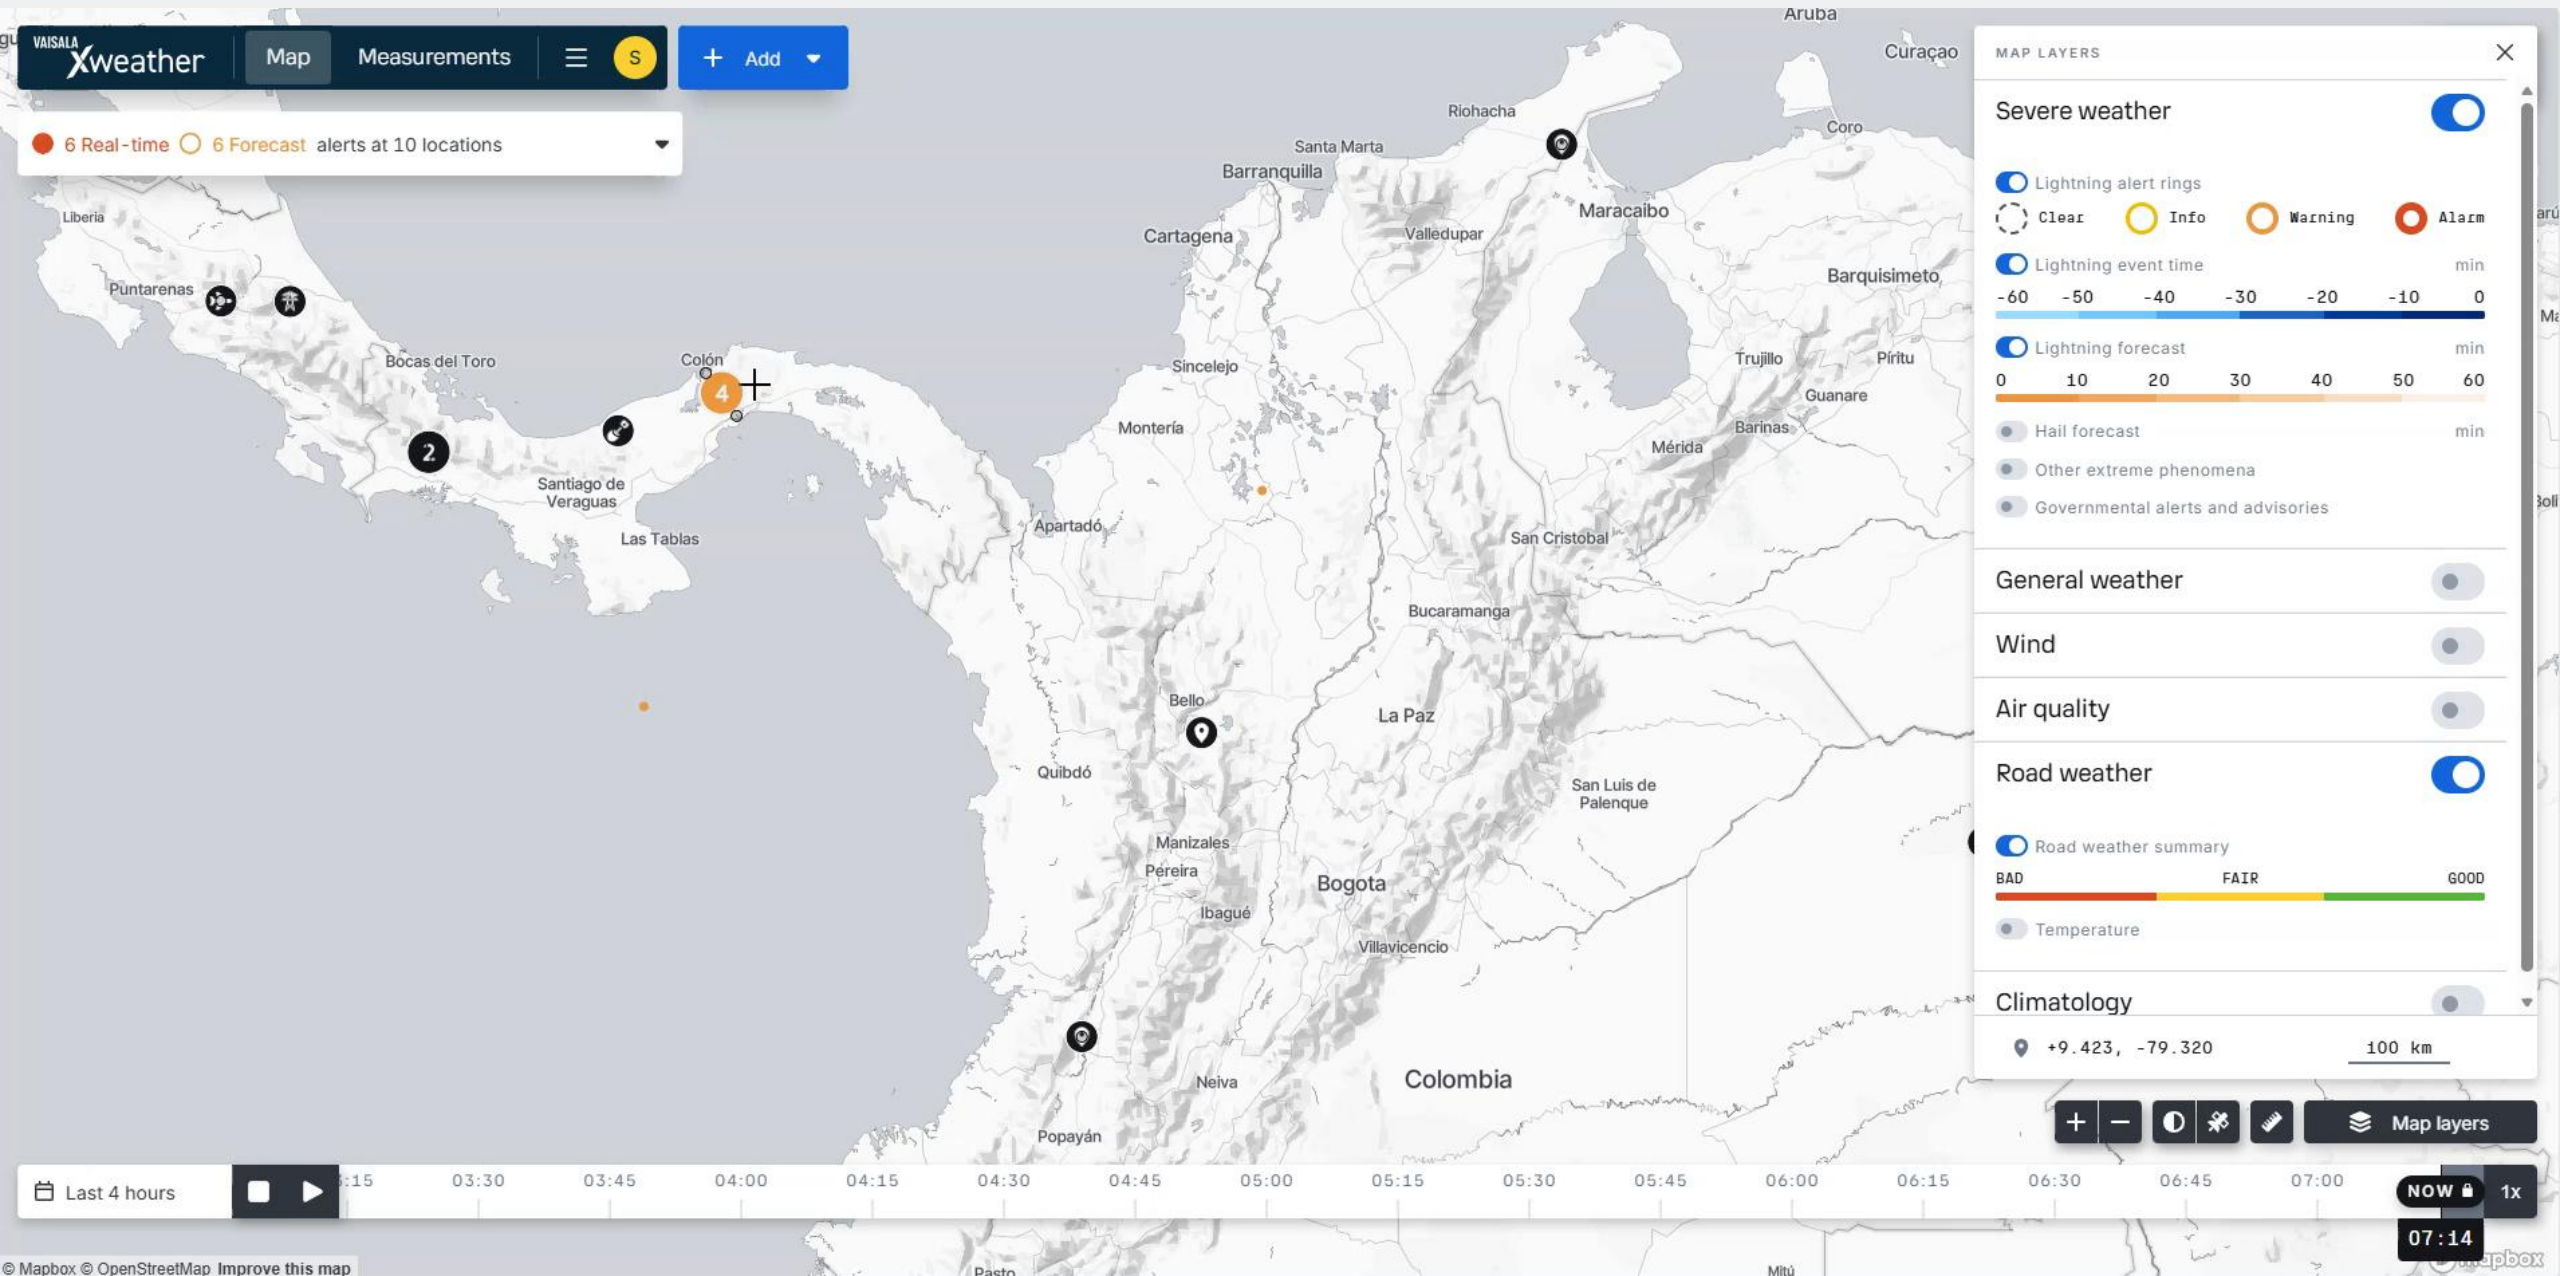 Aruba
VAISALA
Xweather
Map
Measurements
S
+ Add
Curaçao
MAP LAYERS
6 Real-time 6 Forecast alerts at 10 locations
Severe weather
Riohacha
Coro
Santa Marta
Barranquilla
Lightning alert rings
Clear Info Warning Alarm
Liberia
Maracaibo
Cartagena
Valledupar
Lightning event time min
-60 -50 -40 -30 -20 -10 0
Barquisimeto
Puntarenas
Lightning forecast min
0 10 20 30 40 50 60
Bocas del Toro
Colón
4
Sincelejo
Trujillo
Píritu
Guanare
Montería
Barinas
Mérida
Hail forecast min
Other extreme phenomena
Governmental alerts and advisories
2
Santiago de
Veraguas
Las Tablas
Apartadó
San Cristobal
General weather
Bucaramanga
Wind
Bello
La Paz
Air quality
Quibdó
San Luis de
Palenque
Road weather
Manizales
Pereira
Road weather summary
BAD FAIR GOOD
Bogota
Ibagué
Villavicencio
Temperature
Climatology
+9.423, -79.320 100 km
Neiva
Colombia
Popayán
Map layers
Last 4 hours
:15 03:30 03:45 04:00 04:15 04:30 04:45 05:00 05:15 05:30 05:45 06:00 06:15 06:30 06:45 07:00
NOW 1x
07:14
© Mapbox © OpenStreetMap Improve this map
Pasto
Mitú
mapbox